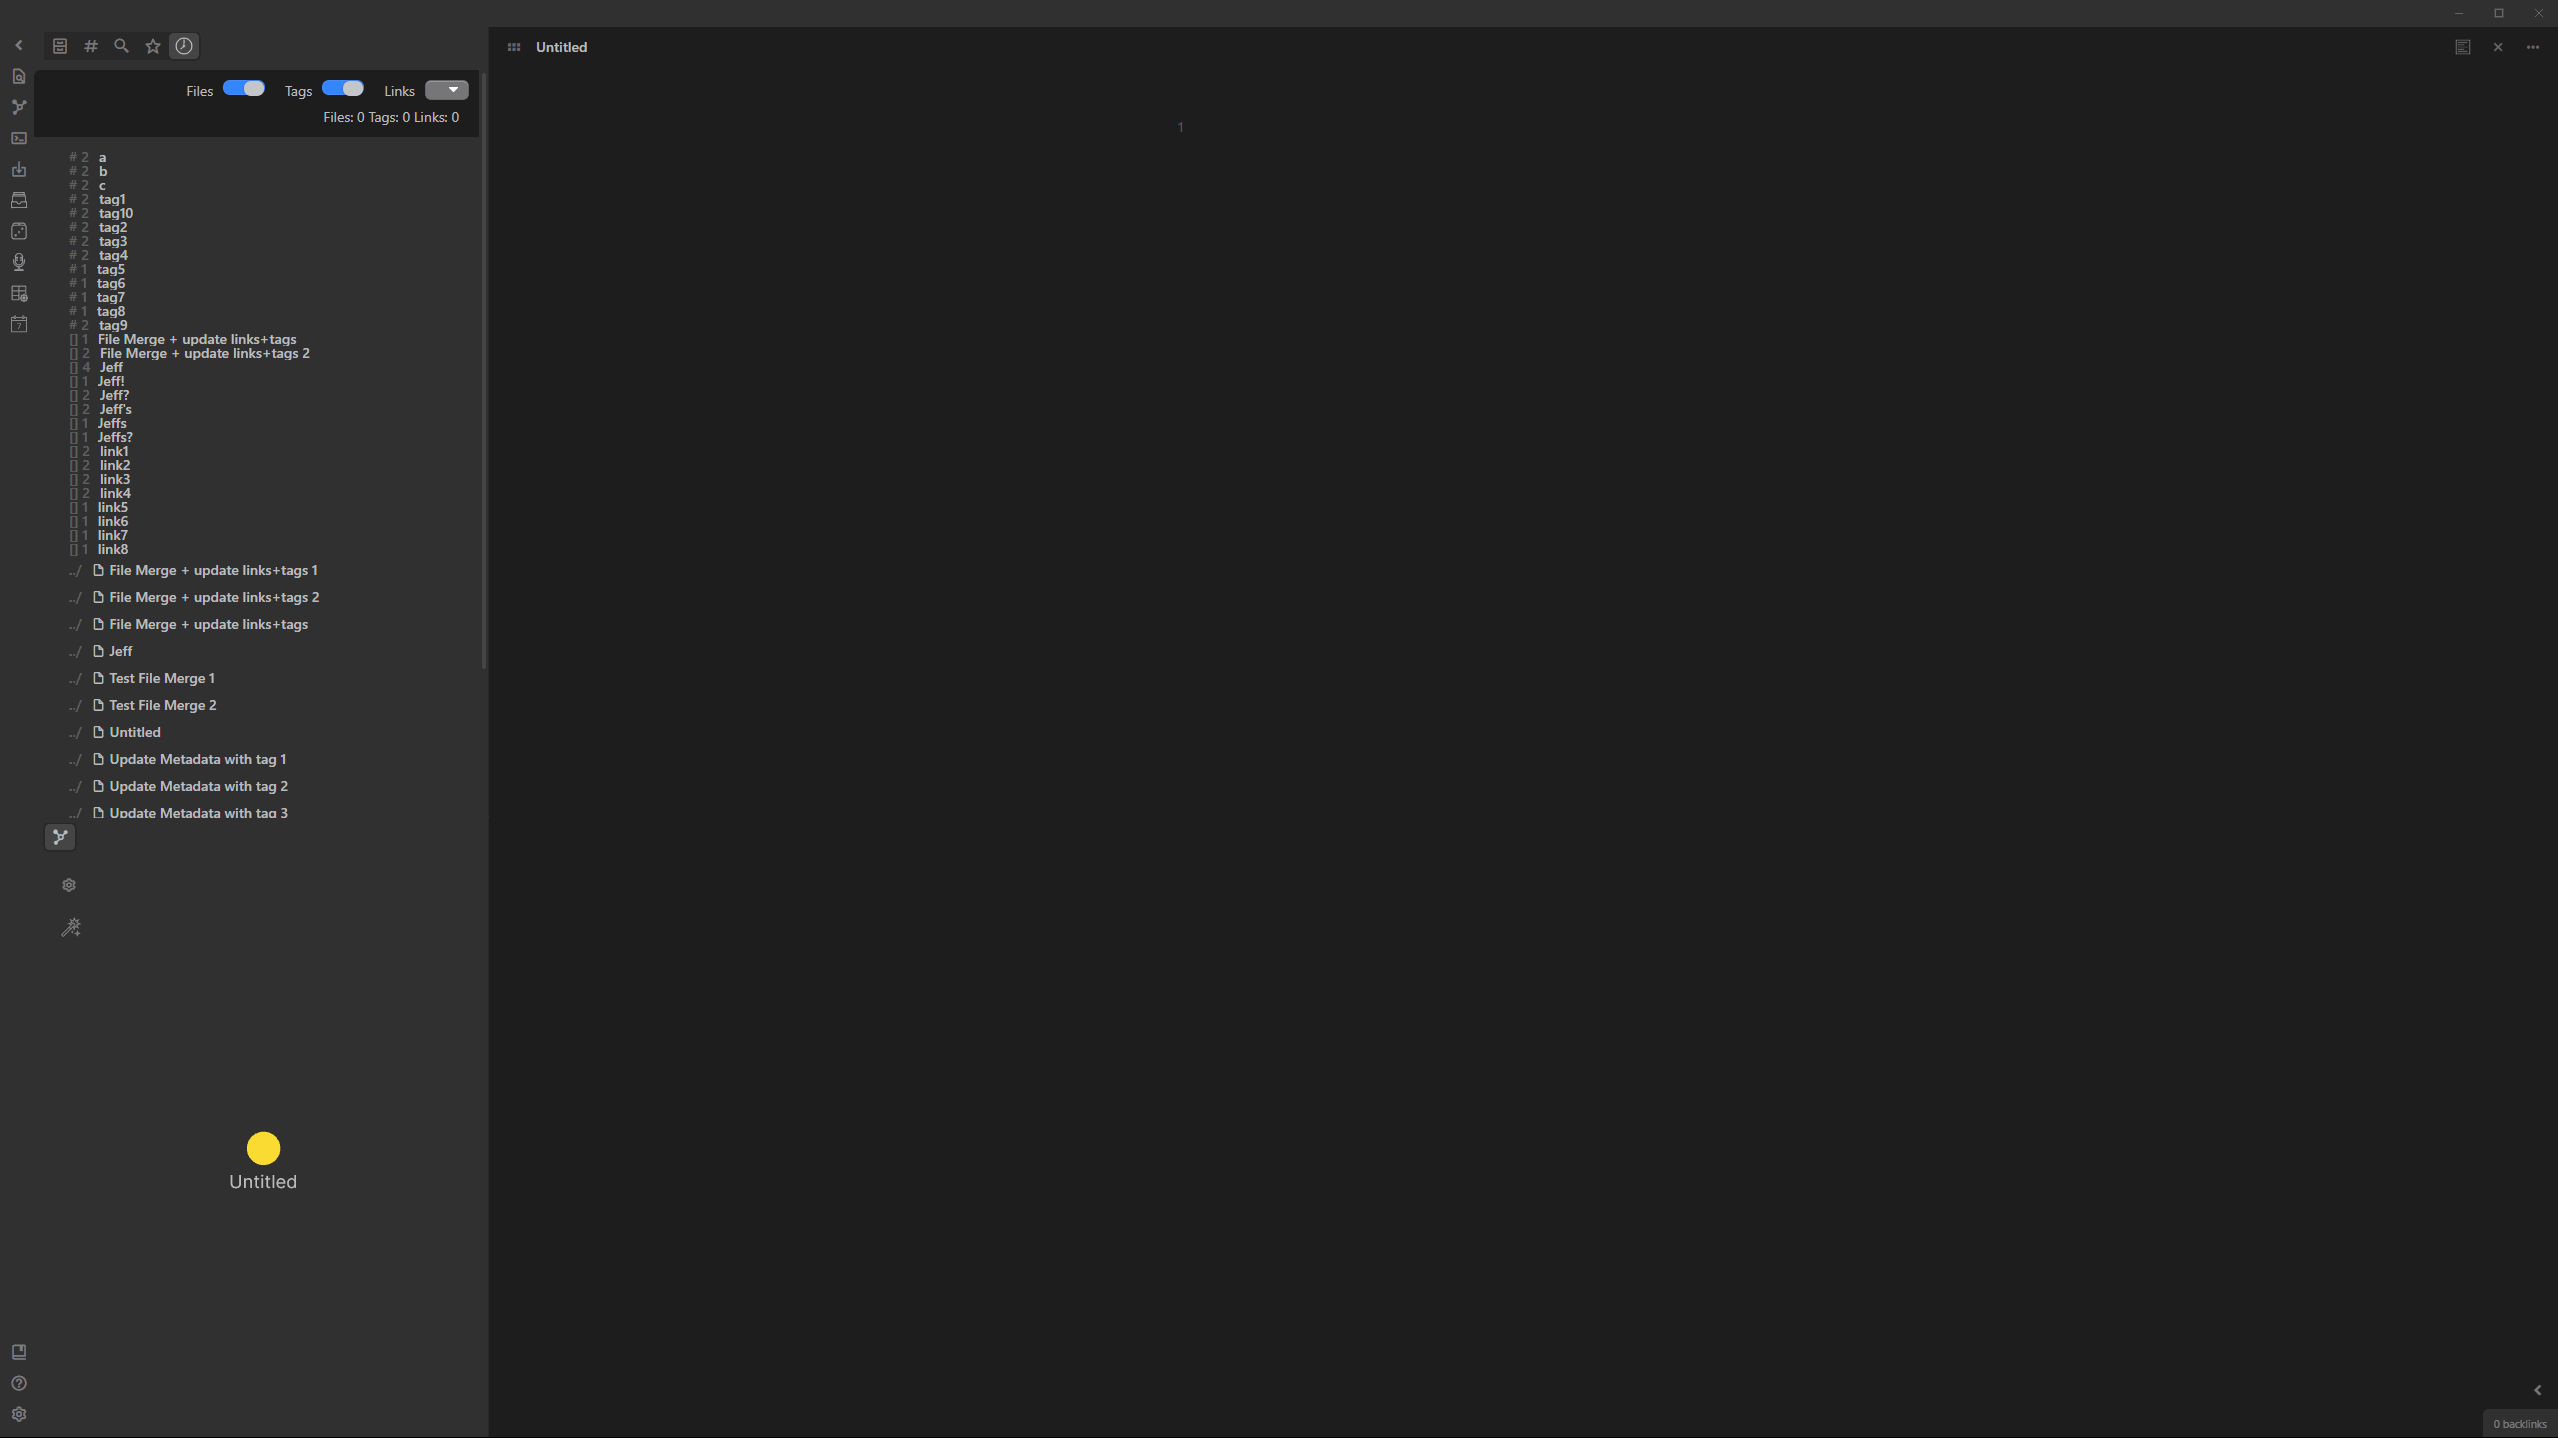 Untitled
Files Tags Links
Files: 0 Tags: 0 Links: 0
1
# 2 a
# 2 b
# 2 c
# 2 tag1
# 2 tag10
# 2 tag2
# 2 tag3
# 2 tag4
# 1 tag5
# 1 tag6
# 1 tag7
# 1 tag8
# 2 tag9
[] 1 File Merge + update links+tags
[] 2 File Merge + update links+tags 2
[] 4 Jeff
[] 1 Jeff!
[] 2 Jeff?
[] 2 Jeff's
[] 1 Jeffs
[] 1 Jeffs?
[] 2 link1
[] 2 link2
[] 2 link3
[] 2 link4
[] 1 link5
[] 1 link6
[] 1 link7
[] 1 link8
../ File Merge + update links+tags 1
../ File Merge + update links+tags 2
../ File Merge + update links+tags
../ Jeff
../ Test File Merge 1
../ Test File Merge 2
../ Untitled
../ Update Metadata with tag 1
../ Update Metadata with tag 2
../ Update Metadata with tag 3
Untitled
0 backlinks